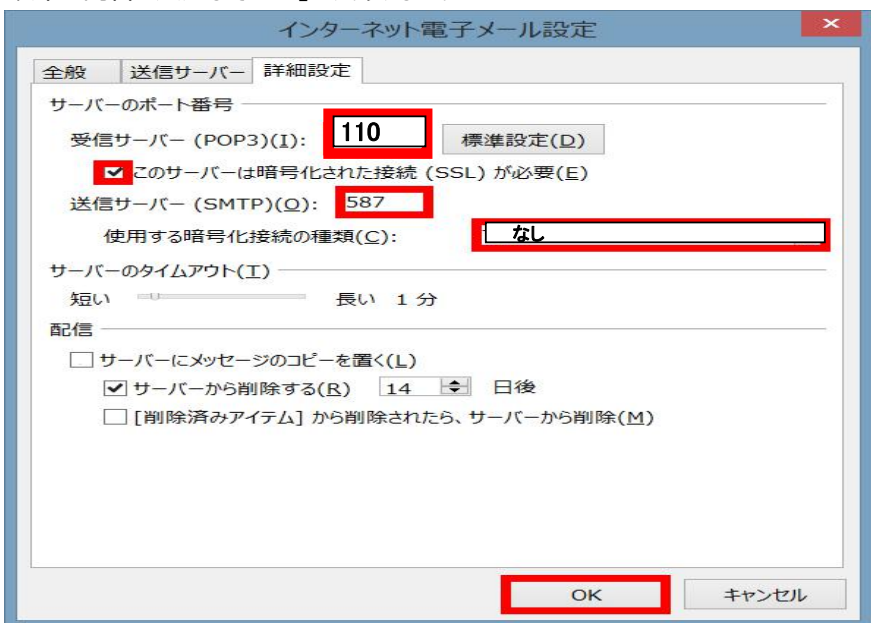 インターネット電子メール設定
全般 送信サーバー 詳細設定
サーバーのポート番号
受信サーバー (POP3)(I): 110 標準設定(D)
このサーバーは暗号化された接続 (SSL) が必要(E)
送信サーバー (SMTP)(O): 587
使用する暗号化接続の種類(C): なし
サーバーのタイムアウト(T)
短い 長い 1 分
配信
サーバーにメッセージのコピーを置く(L)
サーバーから削除する(R) 14 日後
[削除済みアイテム] から削除されたら、サーバーから削除(M)
OK キャンセル